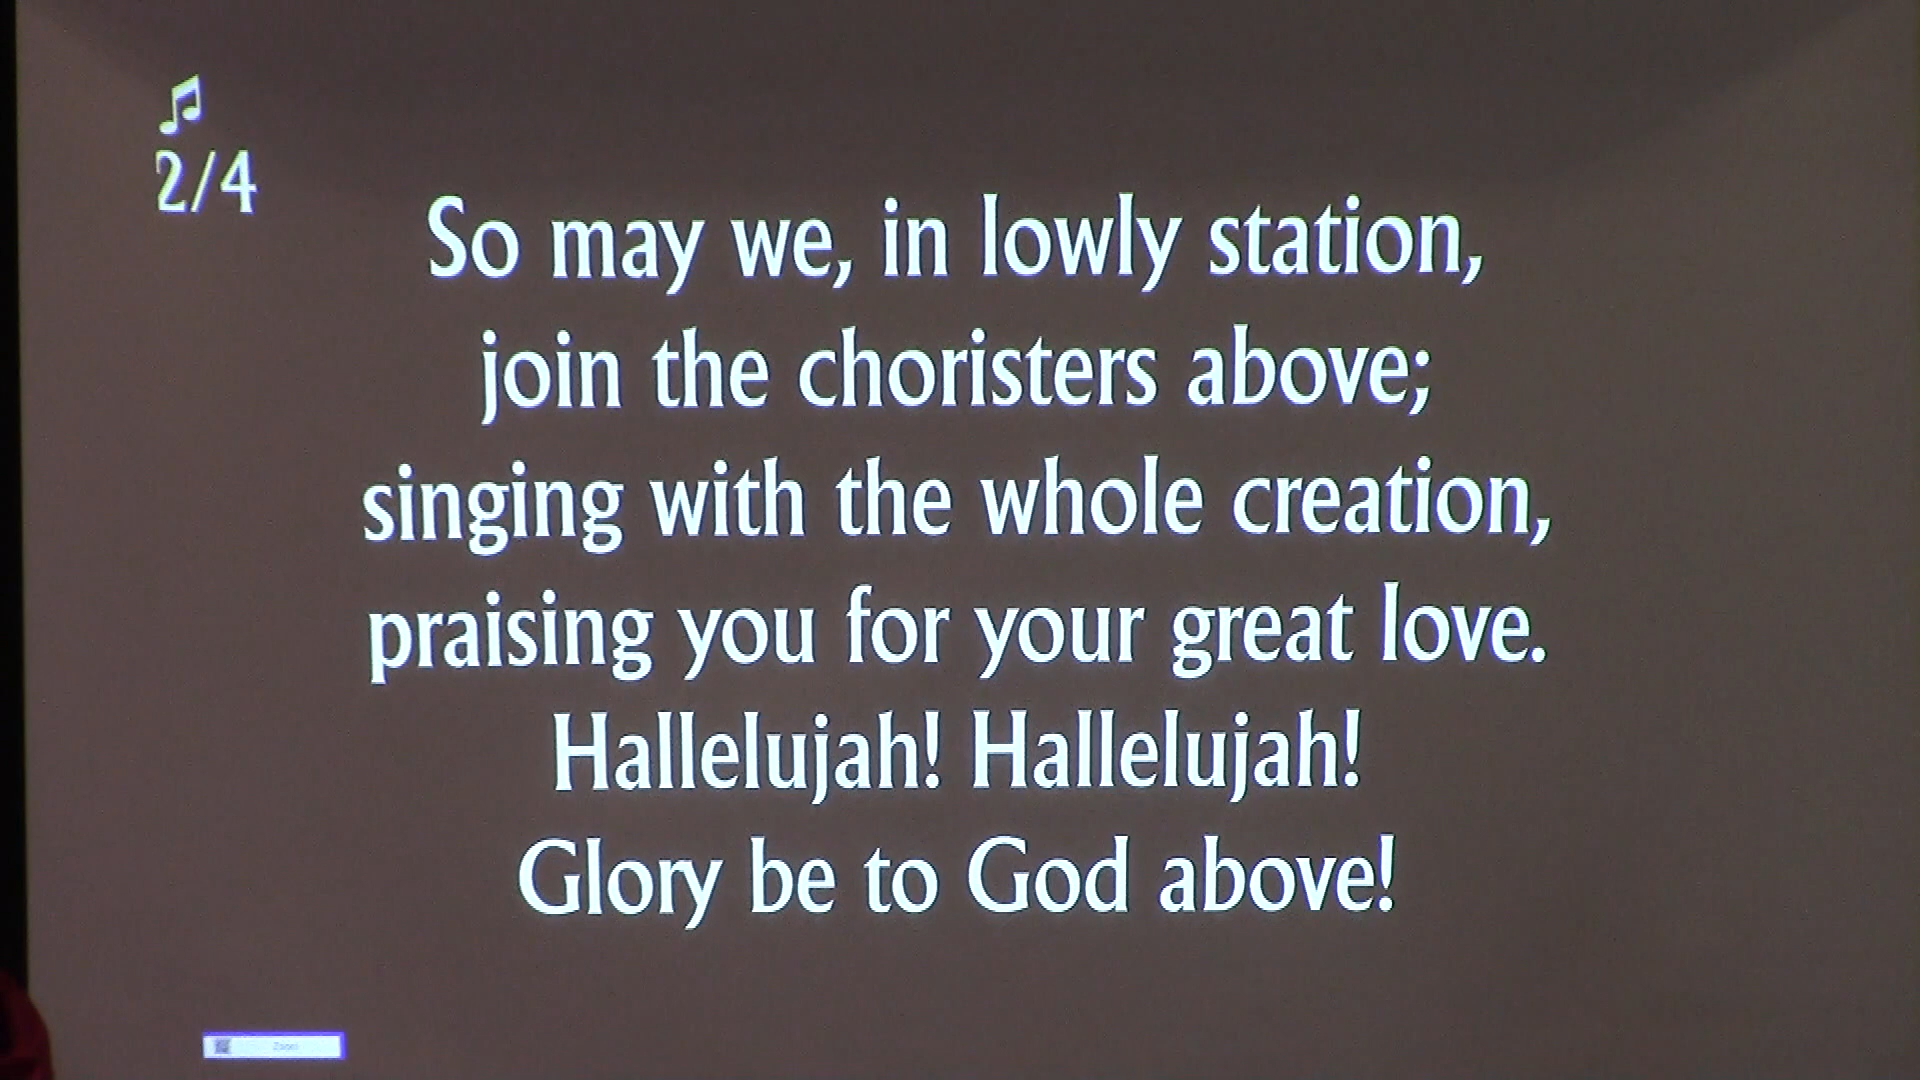 2/4
So may we, in lowly station,
join the choristers above;
singing with the whole creation,
praising you for your great love.
Hallelujah! Hallelujah!
Glory be to God above!